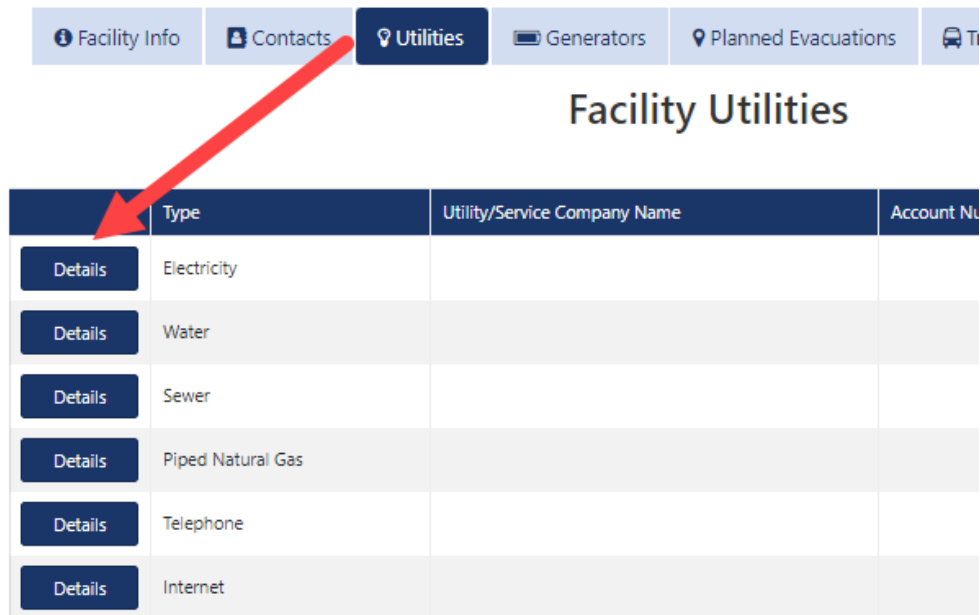 Facility Info Contacts Utilities Generators Planned Evacuations
Facility Utilities
Type Utility/Service Company Name Account
Details Electricity
Details Water
Details Sewer
Details Piped Natural Gas
Details Telephone
Details Internet